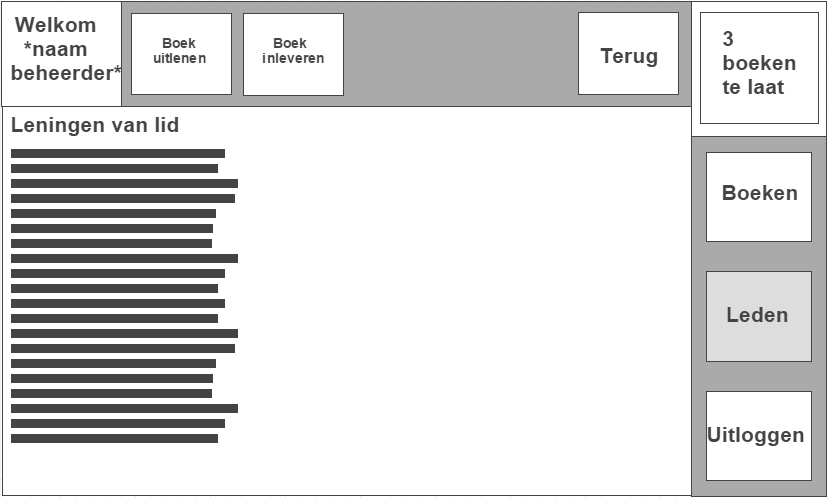 Welkom
*naam
beheerder*
Boek
uitlenen
Boek
inleveren
Terug
3
boeken
te laat
Leningen van lid
Boeken
Leden
Uitloggen